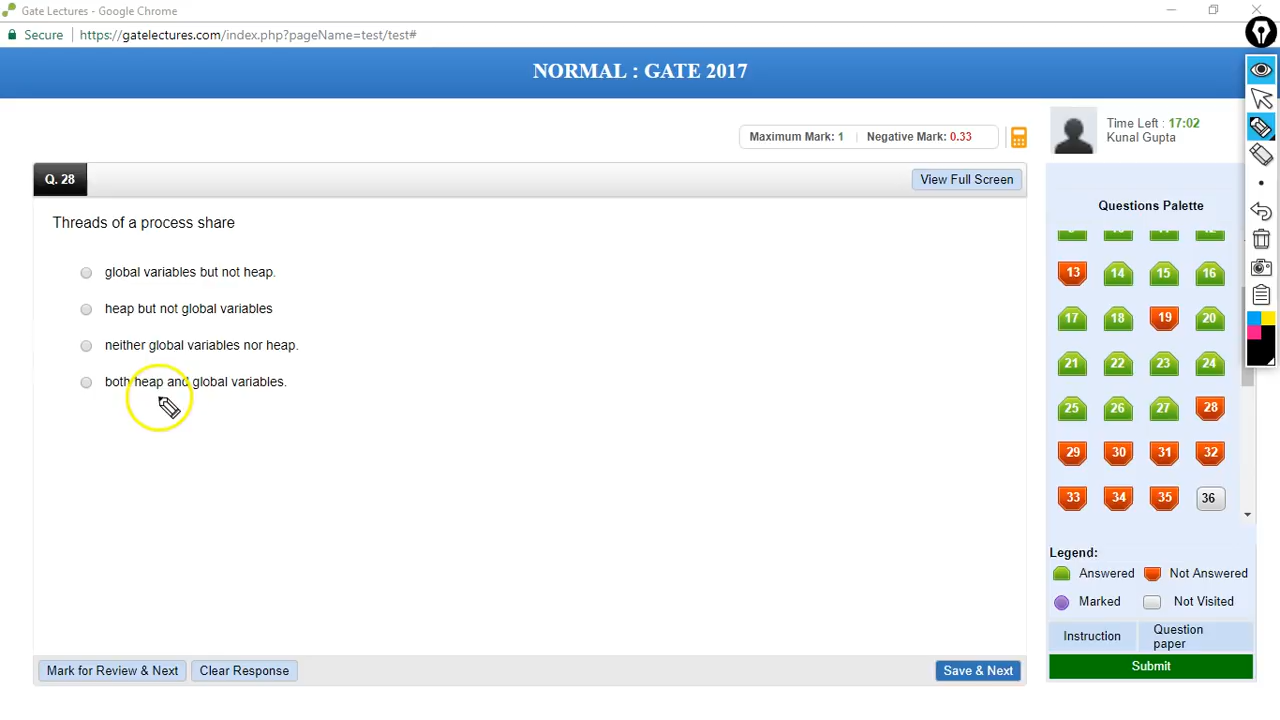 Gate Lectures - Google Chrome
Secure https://gatelectures.com/index.php?pageName=test/test#
NORMAL : GATE 2017
Maximum Mark: 1 Negative Mark: 0.33
Time Left : 17:02
Kunal Gupta
Q. 28
View Full Screen
Threads of a process share
global variables but not heap.
heap but not global variables
neither global variables nor heap.
both heap and global variables.
Questions Palette
13 14 15 16
17 18 19 20
21 22 23 24
25 26 27 28
29 30 31 32
33 34 35 36
Legend:
Answered Not Answered
Marked Not Visited
Instruction Question paper
Submit
Mark for Review & Next Clear Response Save & Next